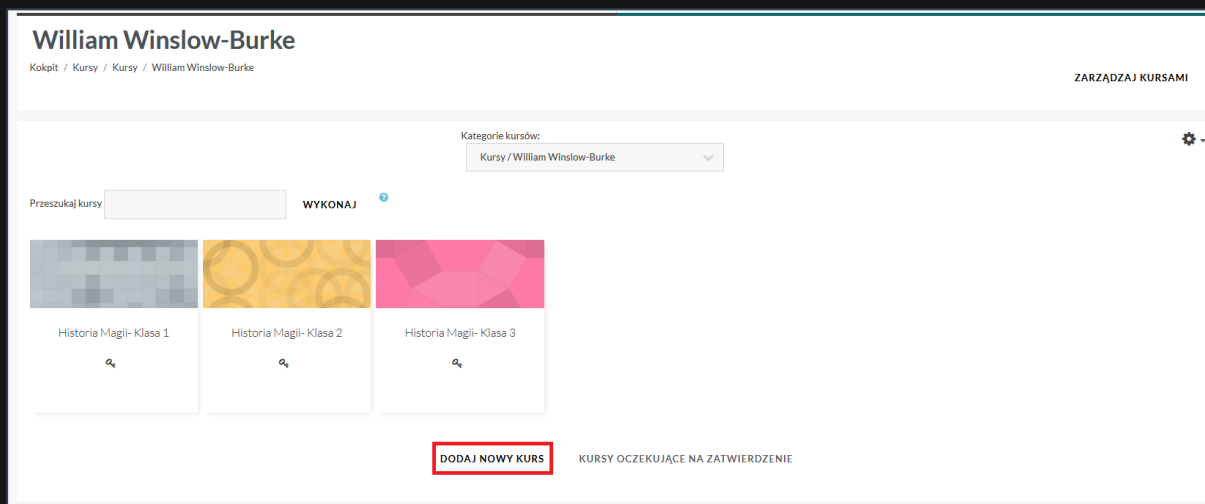 William Winslow-Burke
Kokpit / Kursy / Kursy / William Winslow-Burke
ZARZĄDZAJ KURSAMI
Kategorie kursów:
Kursy / William Winslow-Burke
Przeszukaj kursy
WYKONAJ
Historia Magii- Klasa 1
Historia Magii- Klasa 2
Historia Magii- Klasa 3
DODAJ NOWY KURS
KURSY OCZEKUJĄCE NA ZATWIERDZENIE